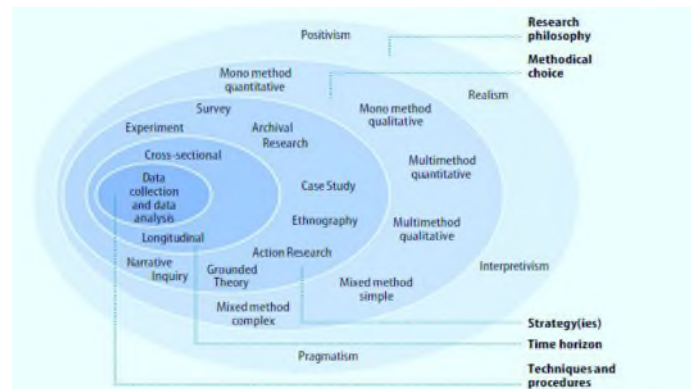 Positivism
Research
philosophy
Methodical
choice
Mono method
quantitative
Realism
Mono method
qualitative
Survey
Experiment
Archival
Research
Cross-sectional
Multimethod
quantitative
Data
collection
and data
analysis
Case Study
Ethnography
Multimethod
qualitative
Longitudinal
Action Research
Narrative
Inquiry
Grounded
Theory
Interpretivism
Mixed method
simple
Mixed method
complex
Strategy(ies)
Time horizon
Pragmatism
Techniques and
procedures